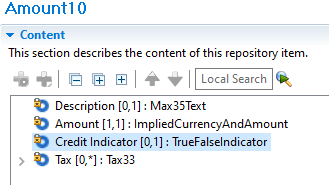 Amount10
Content
This section describes the content of this repository item.
Local Search
Description [0,1] : Max35Text
Amount [1,1] : ImpliedCurrencyAndAmount
Credit Indicator [0,1] : TrueFalseIndicator
Tax [0,*] : Tax33